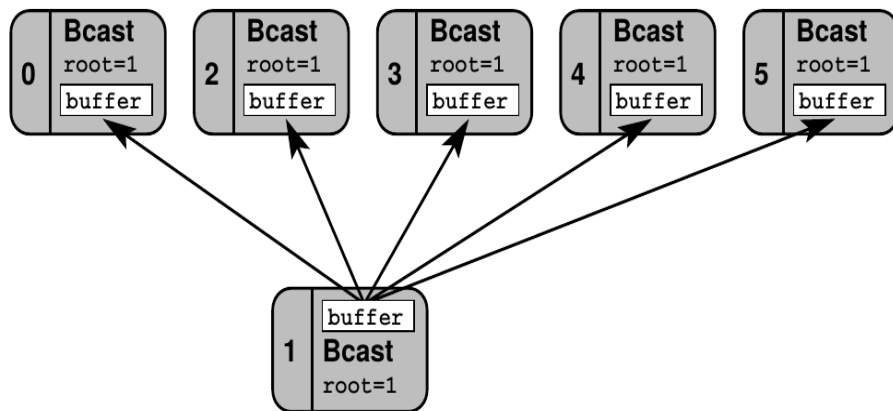 0
Bcast
root=1
buffer
2
Bcast
root=1
buffer
3
Bcast
root=1
buffer
4
Bcast
root=1
buffer
5
Bcast
root=1
buffer
1
buffer
Bcast
root=1